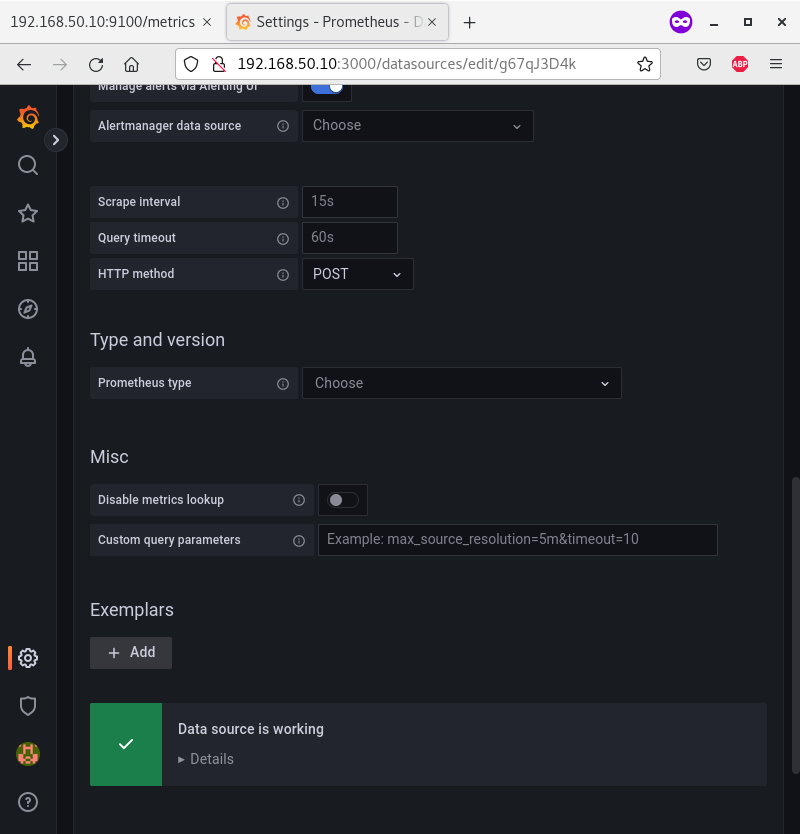 192.168.50.10:9100/metrics
Settings - Prometheus - D
192.168.50.10:3000/datasources/edit/g67qJ3D4k
ABP
Manage alerts via Alerting UI
Alertmanager data source
Choose
Scrape interval
15s
Query timeout
60s
HTTP method
POST
Type and version
Prometheus type
Choose
Misc
Disable metrics lookup
Custom query parameters
Example: max_source_resolution=5m&timeout=10
Exemplars
+ Add
Data source is working
Details